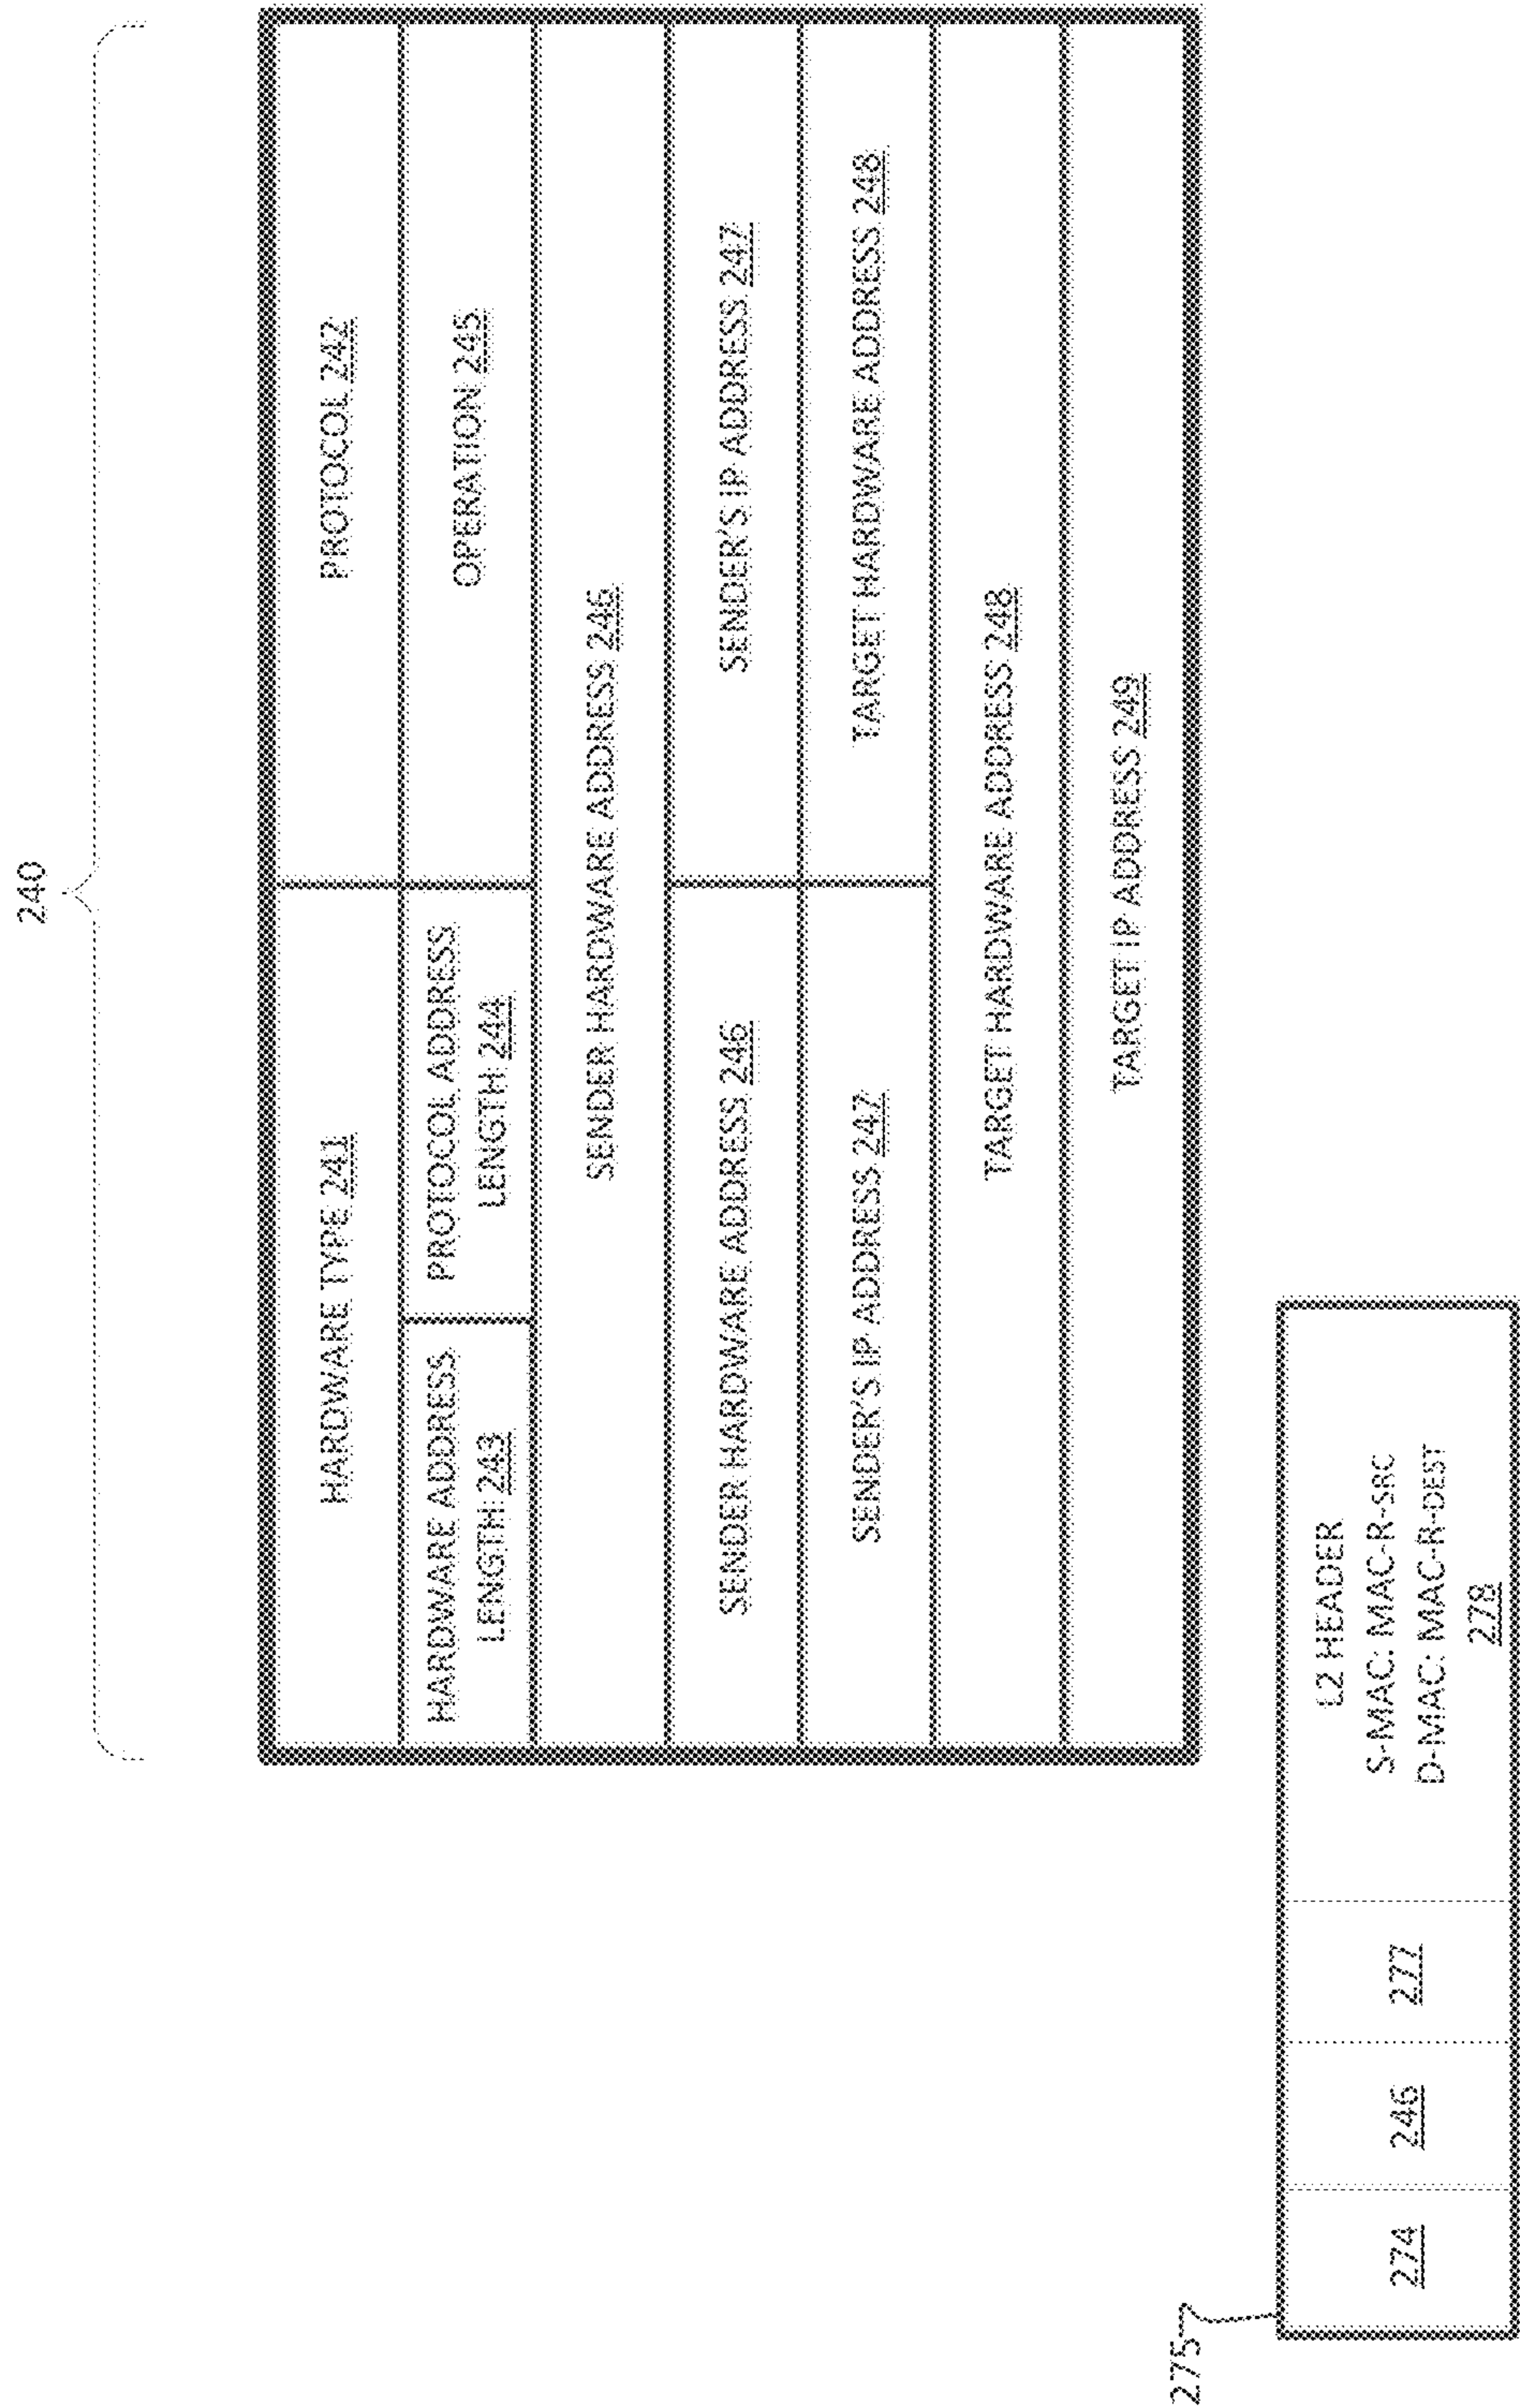 240
HARDWARE TYPE 241
PROTOCOL 242
HARDWARE ADDRESS
LENGTH 243
PROTOCOL ADDRESS
LENGTH 244
OPERATION 245
SENDER HARDWARE ADDRESS 246
SENDER HARDWARE ADDRESS 246
SENDER'S IP ADDRESS 247
SENDER'S IP ADDRESS 247
TARGET HARDWARE ADDRESS 248
TARGET HARDWARE ADDRESS 248
TARGET IP ADDRESS 249
275
274
246
277
L2 HEADER
S-MAC: MAC-R-SRC
D-MAC: MAC-R-DEST
278